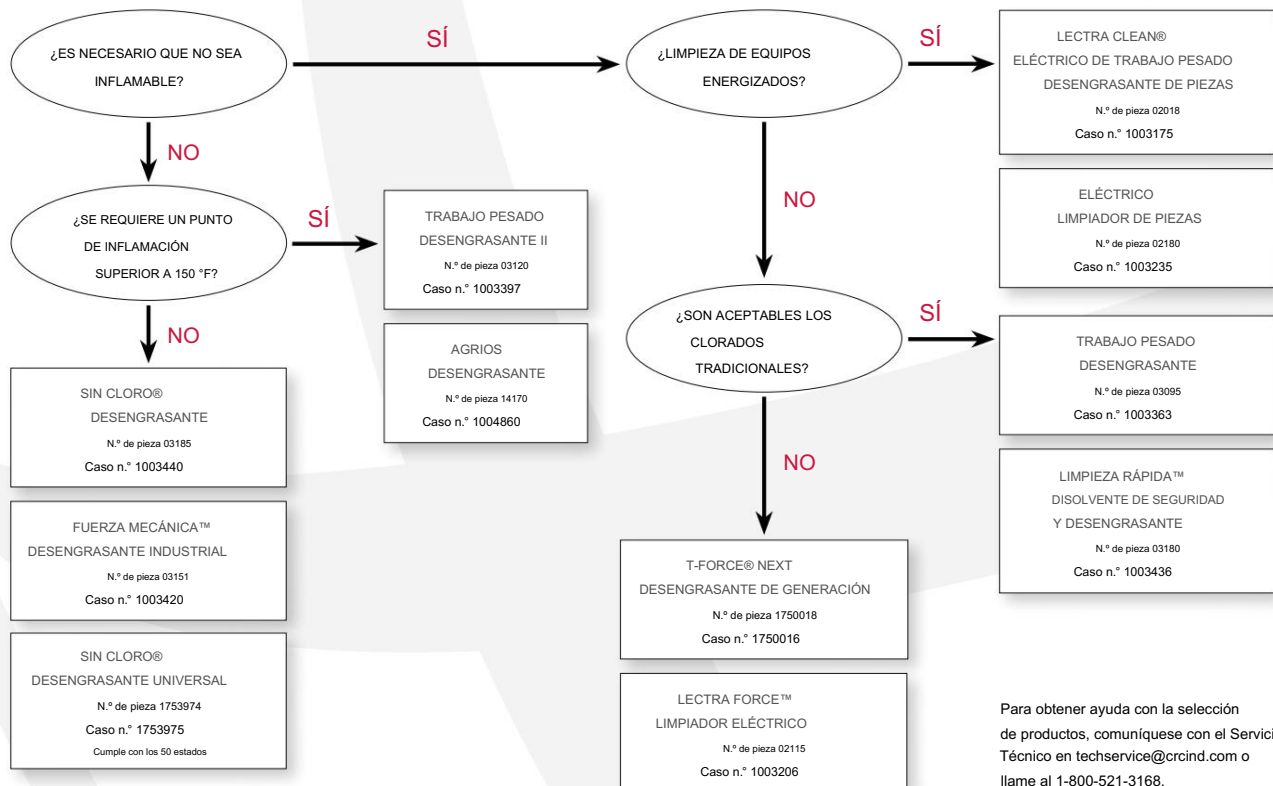 ¿ES NECESARIO QUE NO SEA
INFLAMABLE?
SÍ
¿LIMPIEZA DE EQUIPOS
ENERGIZADOS?
SÍ
LECTRA CLEAN®
ELÉCTRICO DE TRABAJO PESADO
DESENGRASANTE DE PIEZAS
N.º de pieza 02018
Caso n.° 1003175
NO
¿SE REQUIERE UN PUNTO
DE INFLAMACIÓN
SUPERIOR A 150 °F?
SÍ
TRABAJO PESADO
DESENGRASANTE II
N.º de pieza 03120
Caso n.° 1003397
AGRIOS
DESENGRASANTE
N.º de pieza 14170
Caso n.° 1004860
NO
ELÉCTRICO
LIMPIADOR DE PIEZAS
N.º de pieza 02180
Caso n.° 1003235
NO
SIN CLORO®
DESENGRASANTE
N.º de pieza 03185
Caso n.° 1003440
FUERZA MECÁNICA™
DESENGRASANTE INDUSTRIAL
N.º de pieza 03151
Caso n.° 1003420
SIN CLORO®
DESENGRASANTE UNIVERSAL
N.º de pieza 1753974
Caso n.° 1753975
Cumple con los 50 estados
¿SON ACEPTABLES LOS
CLORADOS
TRADICIONALES?
SÍ
TRABAJO PESADO
DESENGRASANTE
N.º de pieza 03095
Caso n.° 1003363
LIMPIEZA RÁPIDA™
DISOLVENTE DE SEGURIDAD
Y DESENGRASANTE
N.º de pieza 03180
Caso n.° 1003436
NO
T-FORCE® NEXT
DESENGRASANTE DE GENERACIÓN
N.º de pieza 1750018
Caso n.° 1750016
LECTRA FORCE™
LIMPIADOR ELÉCTRICO
N.º de pieza 02115
Caso n.° 1003206
Para obtener ayuda con la selección
de productos, comuníquese con el Servici
Técnico en techservice@crcind.com o
llame al 1-800-521-3168.